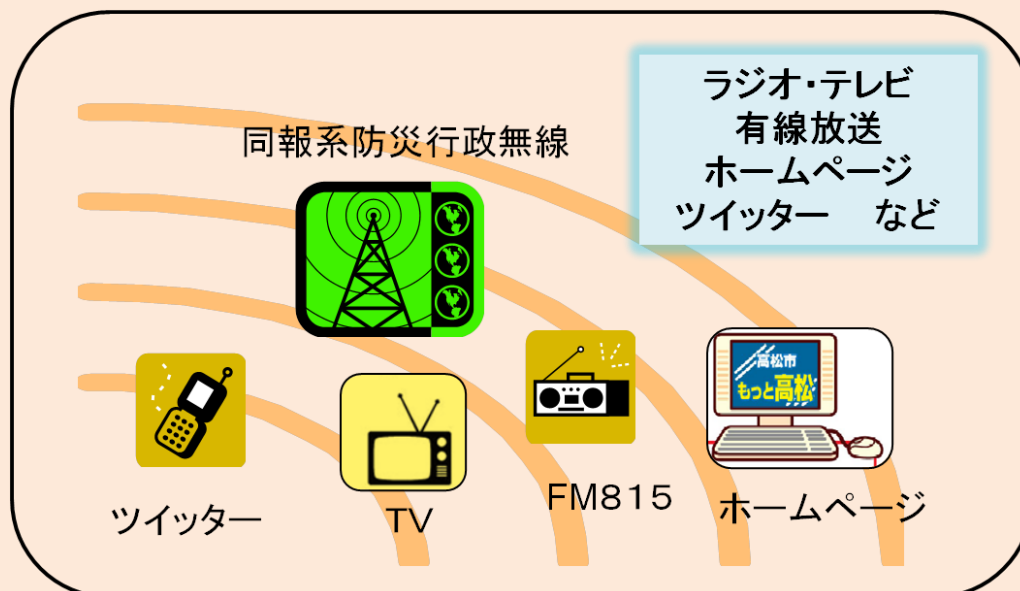 ラジオ・テレビ
有線放送
ホームページ
ツイッター　など
同報系防災行政無線
高松市
もっと高松
ツイッター
TV
FM815
ホームページ